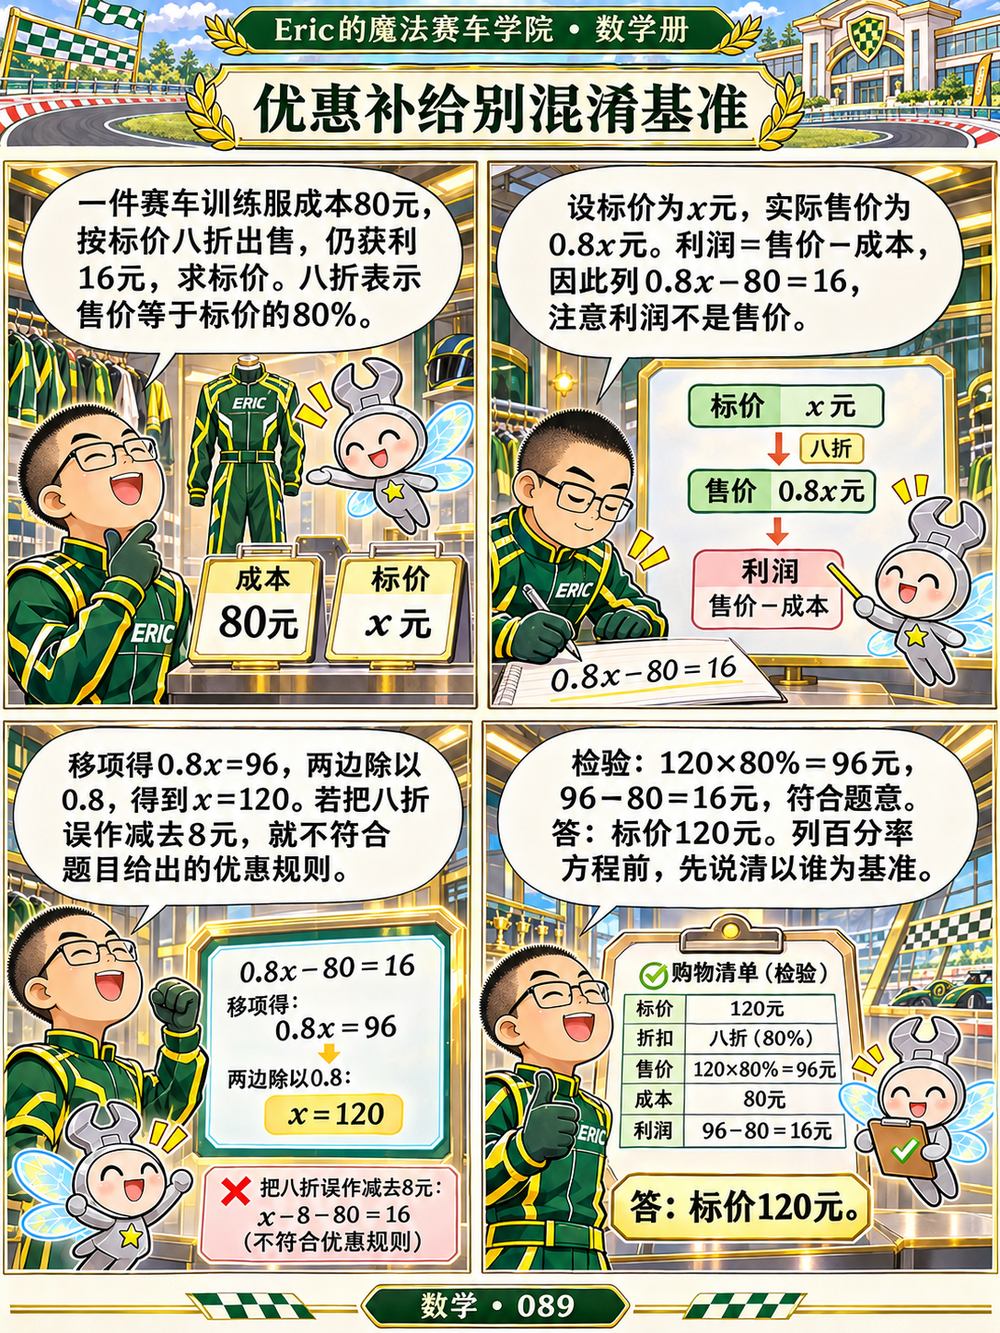 Eric的魔法赛车学院 • 数学册
优惠补给别混淆基准
一件赛车训练服成本80元，
按标价八折出售，仍获利
16元，求标价。八折表示
售价等于标价的80%。
ERIC
成本
80元
标价
x 元
ERIC
设标价为x元，实际售价为
0.8x元。利润＝售价－成本，
因此列0.8x－80＝16，
注意利润不是售价。
标价 x 元
八折
售价 0.8x元
利润
售价－成本
ERIC
0.8x－80＝16
移项得0.8x=96，两边除以
0.8，得到x=120。若把八折
误作减去8元，就不符合
题目给出的优惠规则。
0.8x－80＝16
移项得：
0.8x＝96
两边除以0.8：
x＝120
把八折误作减去8元：
x－8－80＝16
（不符合优惠规则）
检验：120×80%＝96元，
96－80＝16元，符合题意。
答：标价120元。列百分率
方程前，先说清以谁为基准。
购物清单（检验）
标价 120元
折扣 八折（80%）
售价 120×80%＝96元
成本 80元
利润 96－80＝16元
ERIC
答：标价120元。
数学 • 089